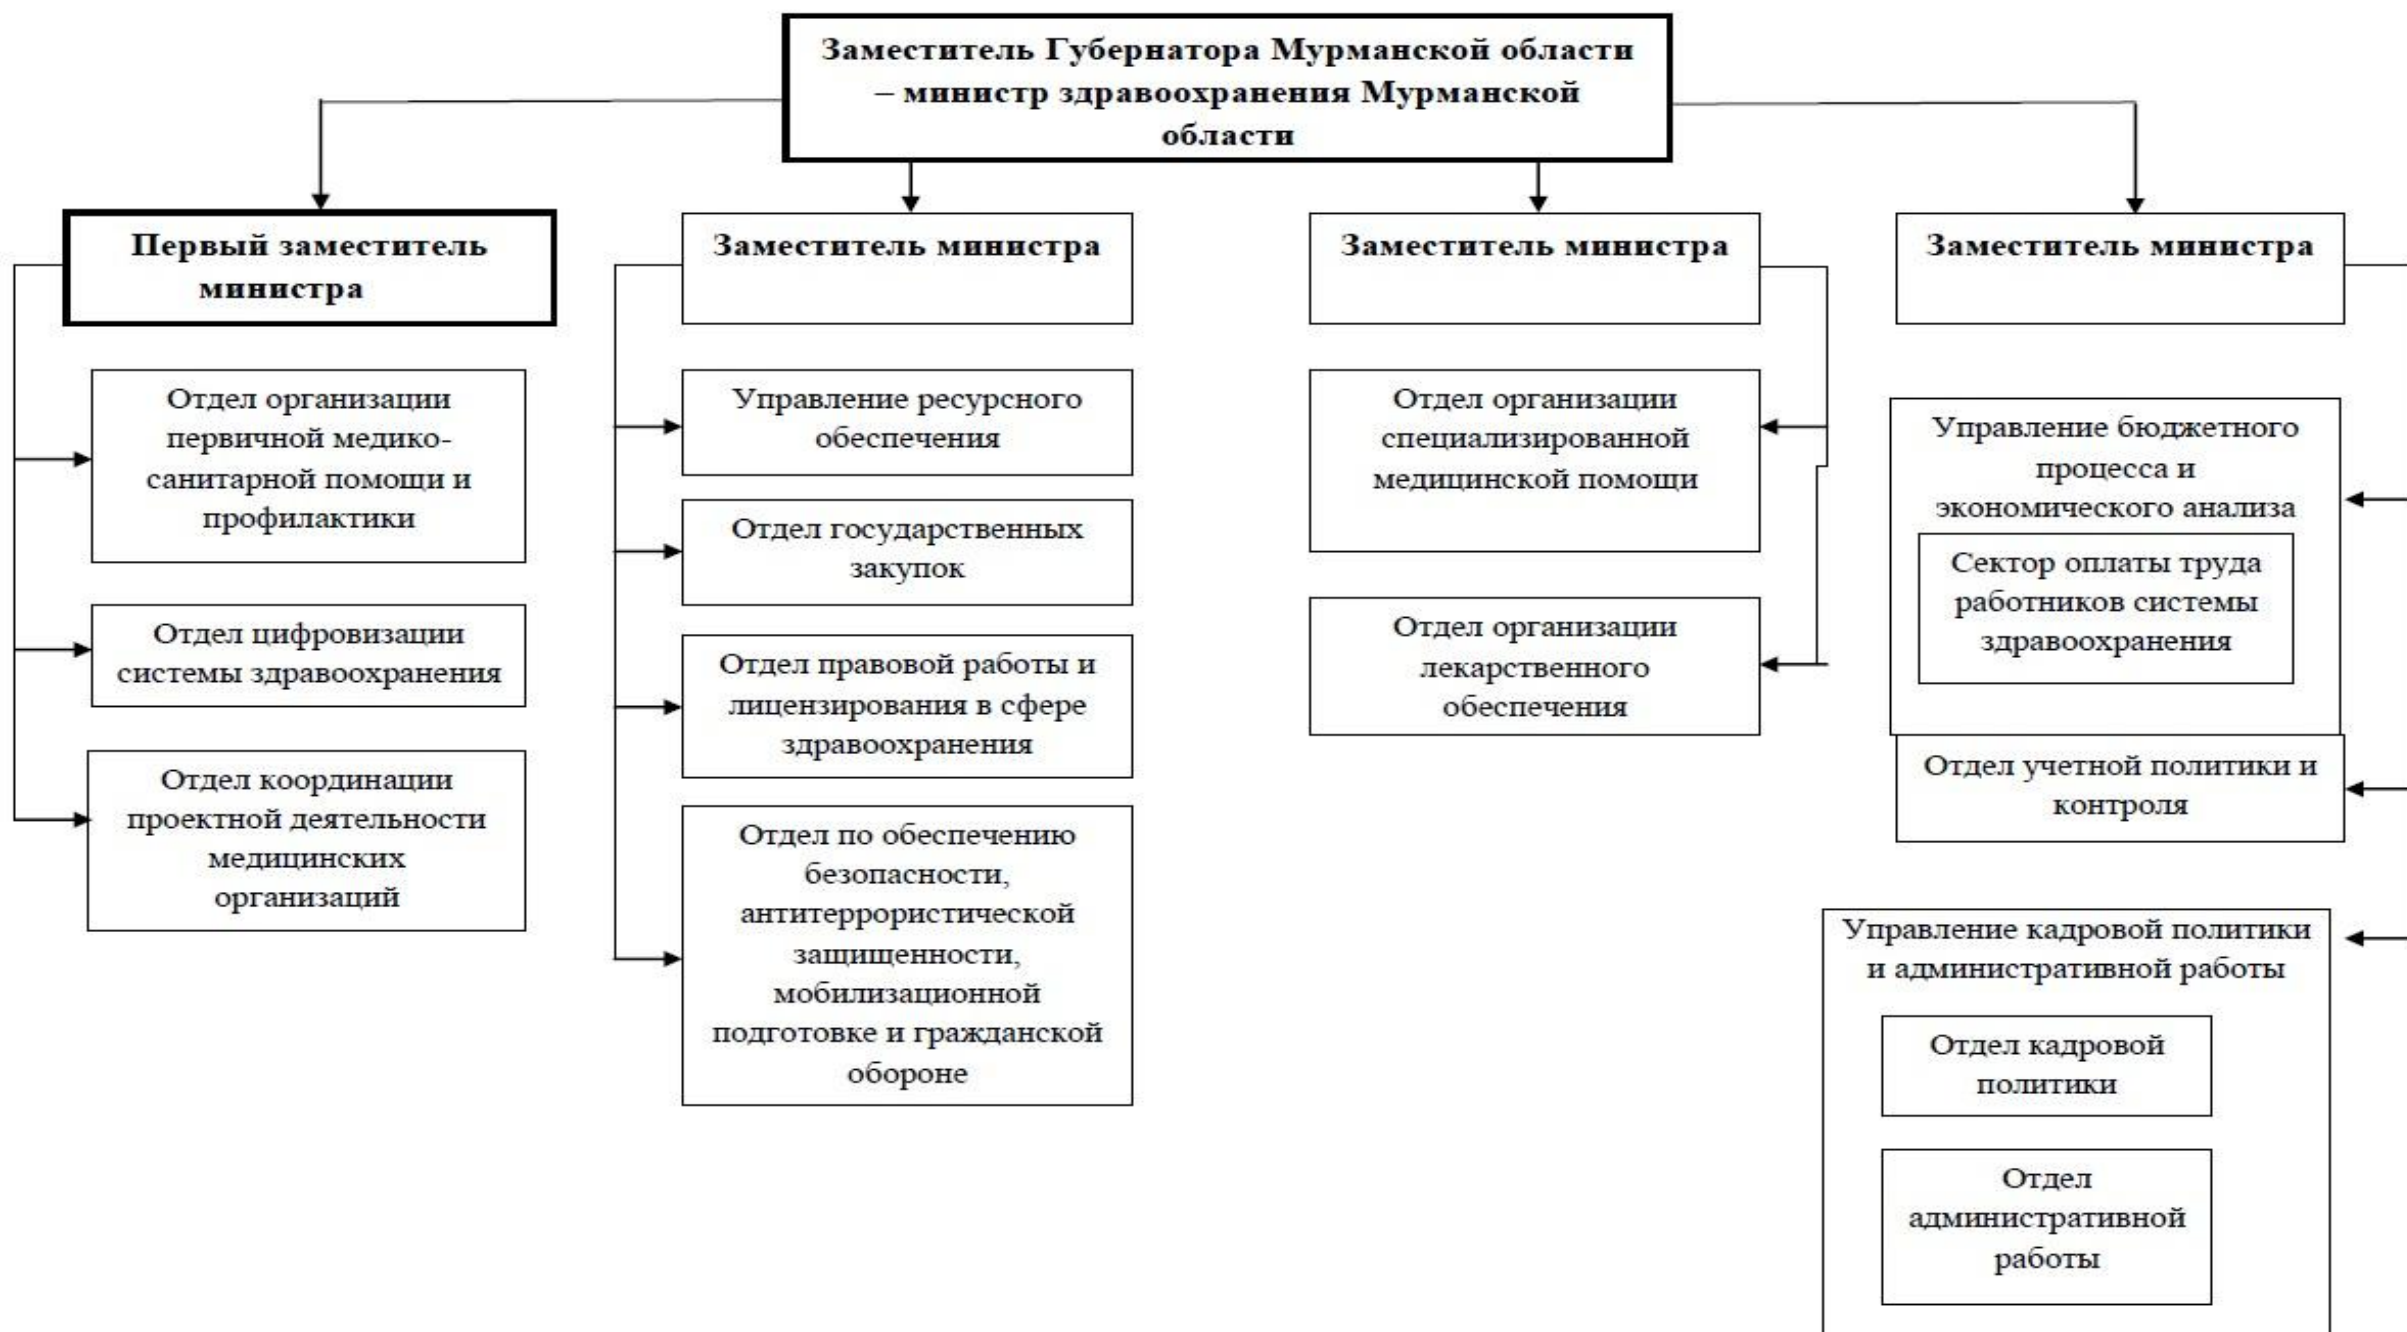 Заместитель Губернатора Мурманской области
– министр здравоохранения Мурманской
области
Первый заместитель
министра
Заместитель министра
Заместитель министра
Заместитель министра
Отдел организации
первичной медико-
санитарной помощи и
профилактики
Отдел цифровизации
системы здравоохранения
Отдел координации
проектной деятельности
медицинских
организаций
Управление ресурсного
обеспечения
Отдел государственных
закупок
Отдел правовой работы и
лицензирования в сфере
здравоохранения
Отдел по обеспечению
безопасности,
антитеррористической
защищенности,
мобилизационной
подготовке и гражданской
обороне
Отдел организации
специализированной
медицинской помощи
Отдел организации
лекарственного
обеспечения
Управление бюджетного
процесса и
экономического анализа
Сектор оплаты труда
работников системы
здравоохранения
Отдел учетной политики и
контроля
Управление кадровой политики
и административной работы
Отдел кадровой
политики
Отдел
административной
работы